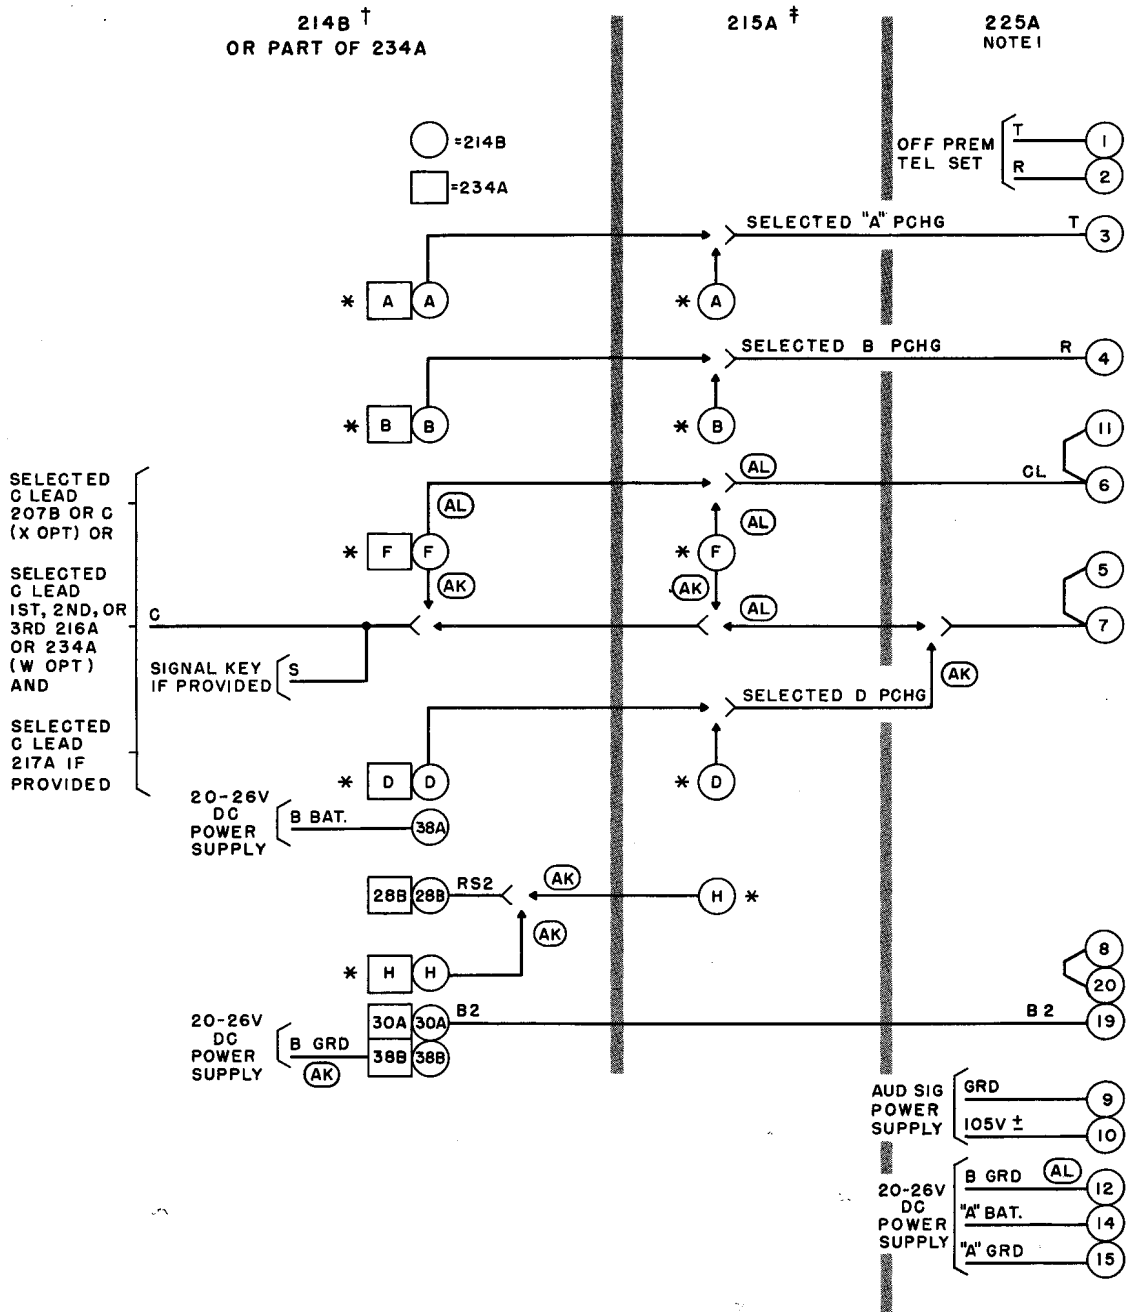 214B †
OR PART OF 234A
215A ‡
225A
NOTE 1
=214B
=234A
OFF PREM
TEL SET
T
1
R
2
SELECTED "A" PCHG
T
3
* A A
* A
SELECTED B PCHG
R
4
* B B
* B
11
AL
CL
6
AL
AL
* F F
* F
AK
AK
5
SELECTED
C LEAD
207B OR C
(X OPT) OR
SELECTED
C LEAD
1ST, 2ND, OR
3RD 216A
OR 234A
(W OPT)
AND
SELECTED
C LEAD
217A IF
PROVIDED
C
AL
7
SIGNAL KEY
IF PROVIDED
S
AK
SELECTED D PCHG
* D D
* D
20-26V
DC
POWER
SUPPLY
B BAT.
38A
28B 28B
RS2
AK
H *
AK
* H H
8
20
30A 30A
B2
B2
19
20-26V
DC
POWER
SUPPLY
B GRD
AK
38B 38B
AUD SIG
POWER
SUPPLY
GRD
9
105V ±
10
20-26V
DC
POWER
SUPPLY
B GRD
AL
12
"A" BAT.
14
"A" GRD
15